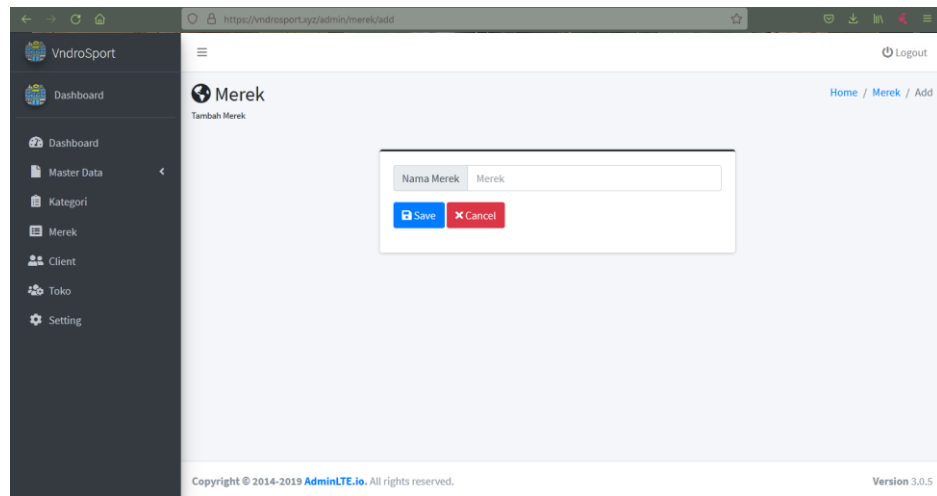 https://vndrosport.xyz/admin/merek/add
VndroSport
Logout
Dashboard
Merek
Home / Merek / Add
Tambah Merek
Dashboard
Master Data
Kategori
Merek
Client
Toko
Setting
Nama Merek Merek
Save Cancel
Copyright © 2014-2019 AdminLTE.io. All rights reserved.
Version 3.0.5